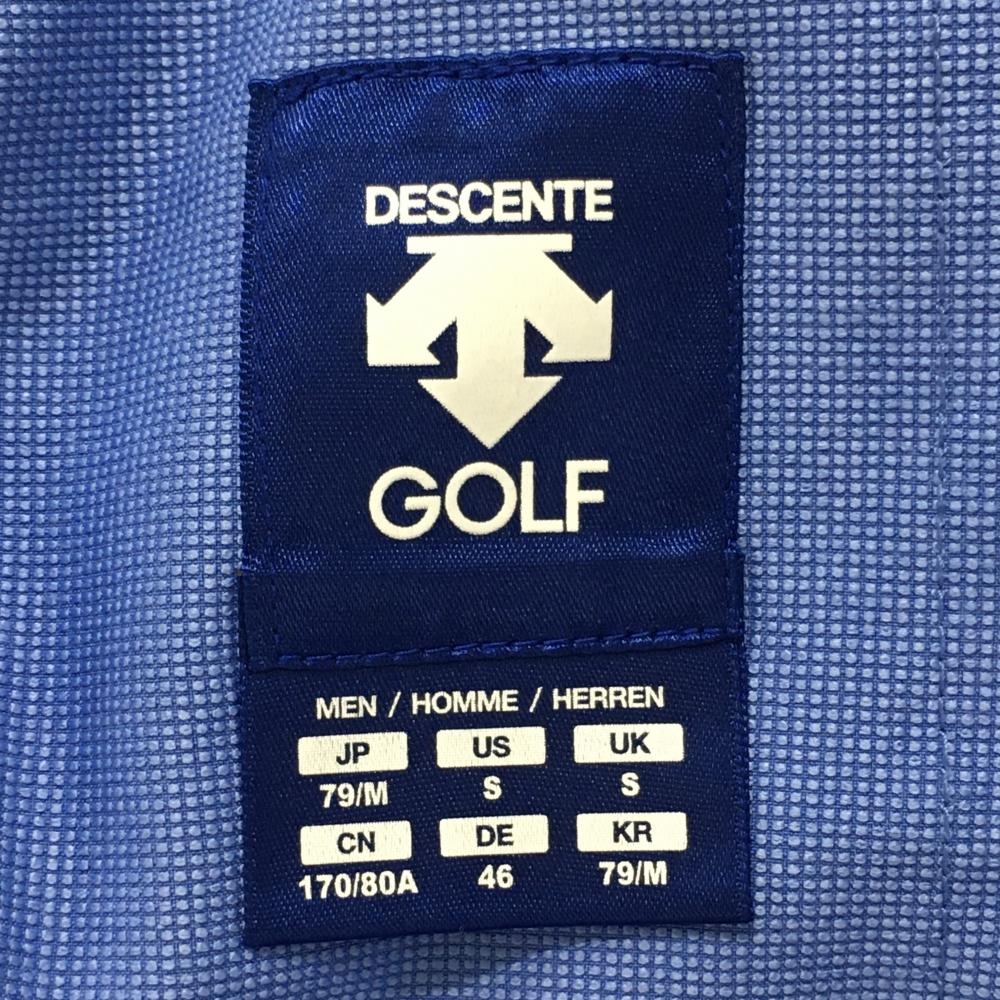 DESCENTE
GOLF
MEN / HOMME / HERREN
JP US UK
79/M S S
CN DE KR
170/80A 46 79/M